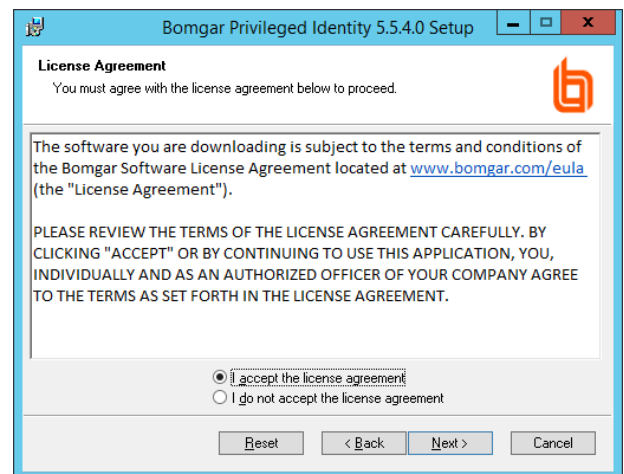 Bomgar Privileged Identity 5.5.4.0 Setup
License Agreement
You must agree with the license agreement below to proceed.
The software you are downloading is subject to the terms and conditions of
the Bomgar Software License Agreement located at www.bomgar.com/eula
(the "License Agreement").
PLEASE REVIEW THE TERMS OF THE LICENSE AGREEMENT CAREFULLY. BY
CLICKING "ACCEPT" OR BY CONTINUING TO USE THIS APPLICATION, YOU,
INDIVIDUALLY AND AS AN AUTHORIZED OFFICER OF YOUR COMPANY AGREE
TO THE TERMS AS SET FORTH IN THE LICENSE AGREEMENT.
I accept the license agreement
I do not accept the license agreement
Reset < Back Next > Cancel